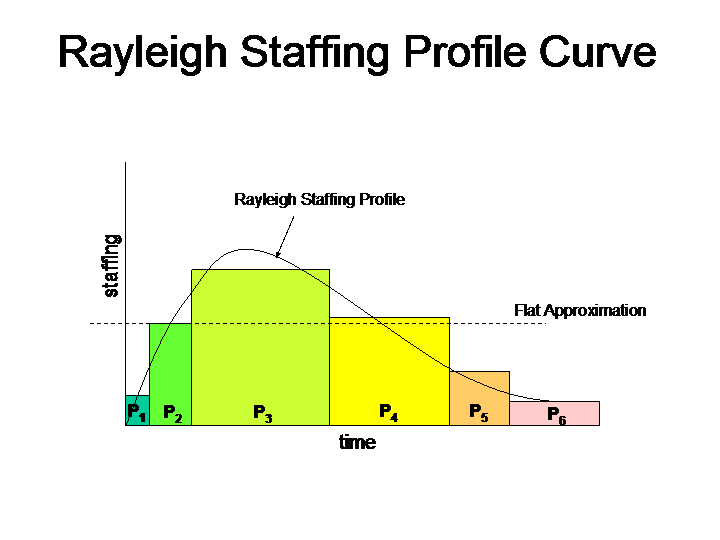 Rayleigh Staffing Profile Curve
Rayleigh Staffing Profile
staffing
Flat Approximation
P1 P2 P3 P4 P5 P6
time